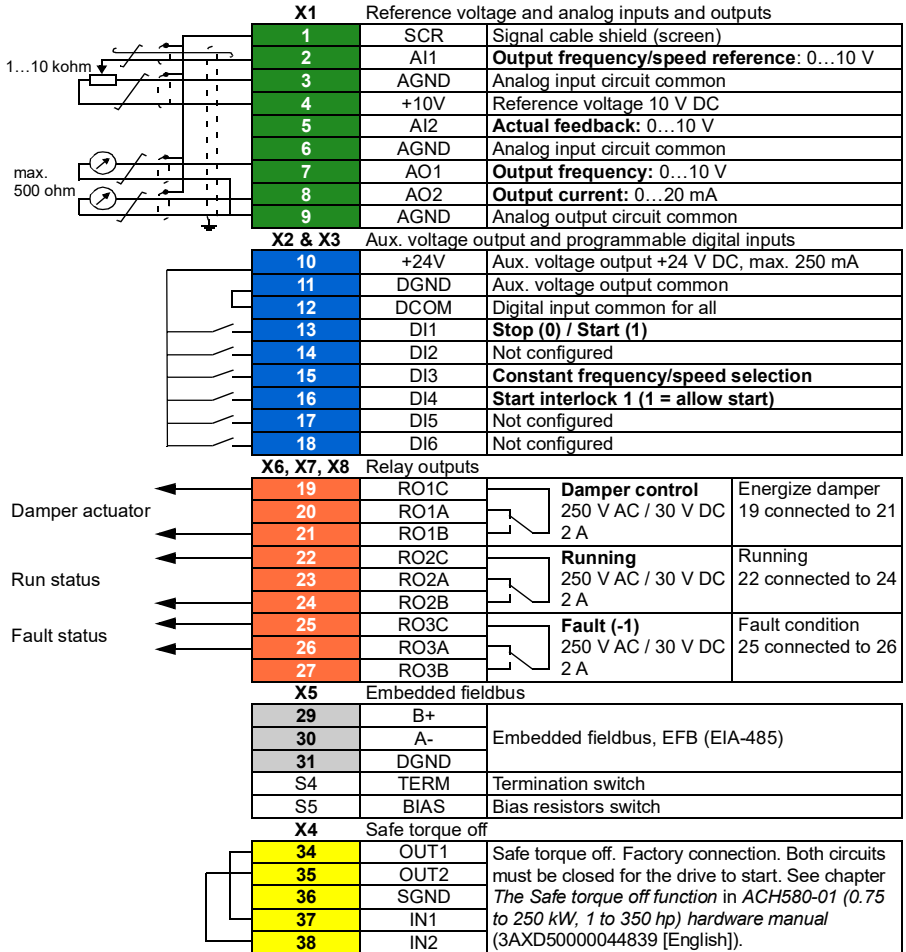 X1 Reference voltage and analog inputs and outputs
1 SCR Signal cable shield (screen)
1…10 kohm
2 AI1 Output frequency/speed reference: 0…10 V
3 AGND Analog input circuit common
4 +10V Reference voltage 10 V DC
5 AI2 Actual feedback: 0…10 V
6 AGND Analog input circuit common
max.
500 ohm
7 AO1 Output frequency: 0…10 V
8 AO2 Output current: 0…20 mA
9 AGND Analog output circuit common
X2 & X3 Aux. voltage output and programmable digital inputs
10 +24V Aux. voltage output +24 V DC, max. 250 mA
11 DGND Aux. voltage output common
12 DCOM Digital input common for all
13 DI1 Stop (0) / Start (1)
14 DI2 Not configured
15 DI3 Constant frequency/speed selection
16 DI4 Start interlock 1 (1 = allow start)
17 DI5 Not configured
18 DI6 Not configured
X6, X7, X8 Relay outputs
19 RO1C Damper control Energize damper
Damper actuator 20 RO1A 250 V AC / 30 V DC 19 connected to 21
21 RO1B 2 A
22 RO2C Running Running
Run status 23 RO2A 250 V AC / 30 V DC 22 connected to 24
24 RO2B 2 A
25 RO3C Fault (-1) Fault condition
Fault status
26 RO3A 250 V AC / 30 V DC 25 connected to 26
27 RO3B 2 A
X5 Embedded fieldbus
29 B+
30 A- Embedded fieldbus, EFB (EIA-485)
31 DGND
S4 TERM Termination switch
S5 BIAS Bias resistors switch
X4 Safe torque off
34 OUT1 Safe torque off. Factory connection. Both circuits
35 OUT2 must be closed for the drive to start. See chapter
36 SGND The Safe torque off function in ACH580-01 (0.75
37 IN1 to 250 kW, 1 to 350 hp) hardware manual
38 IN2 (3AXD50000044839 [English]).